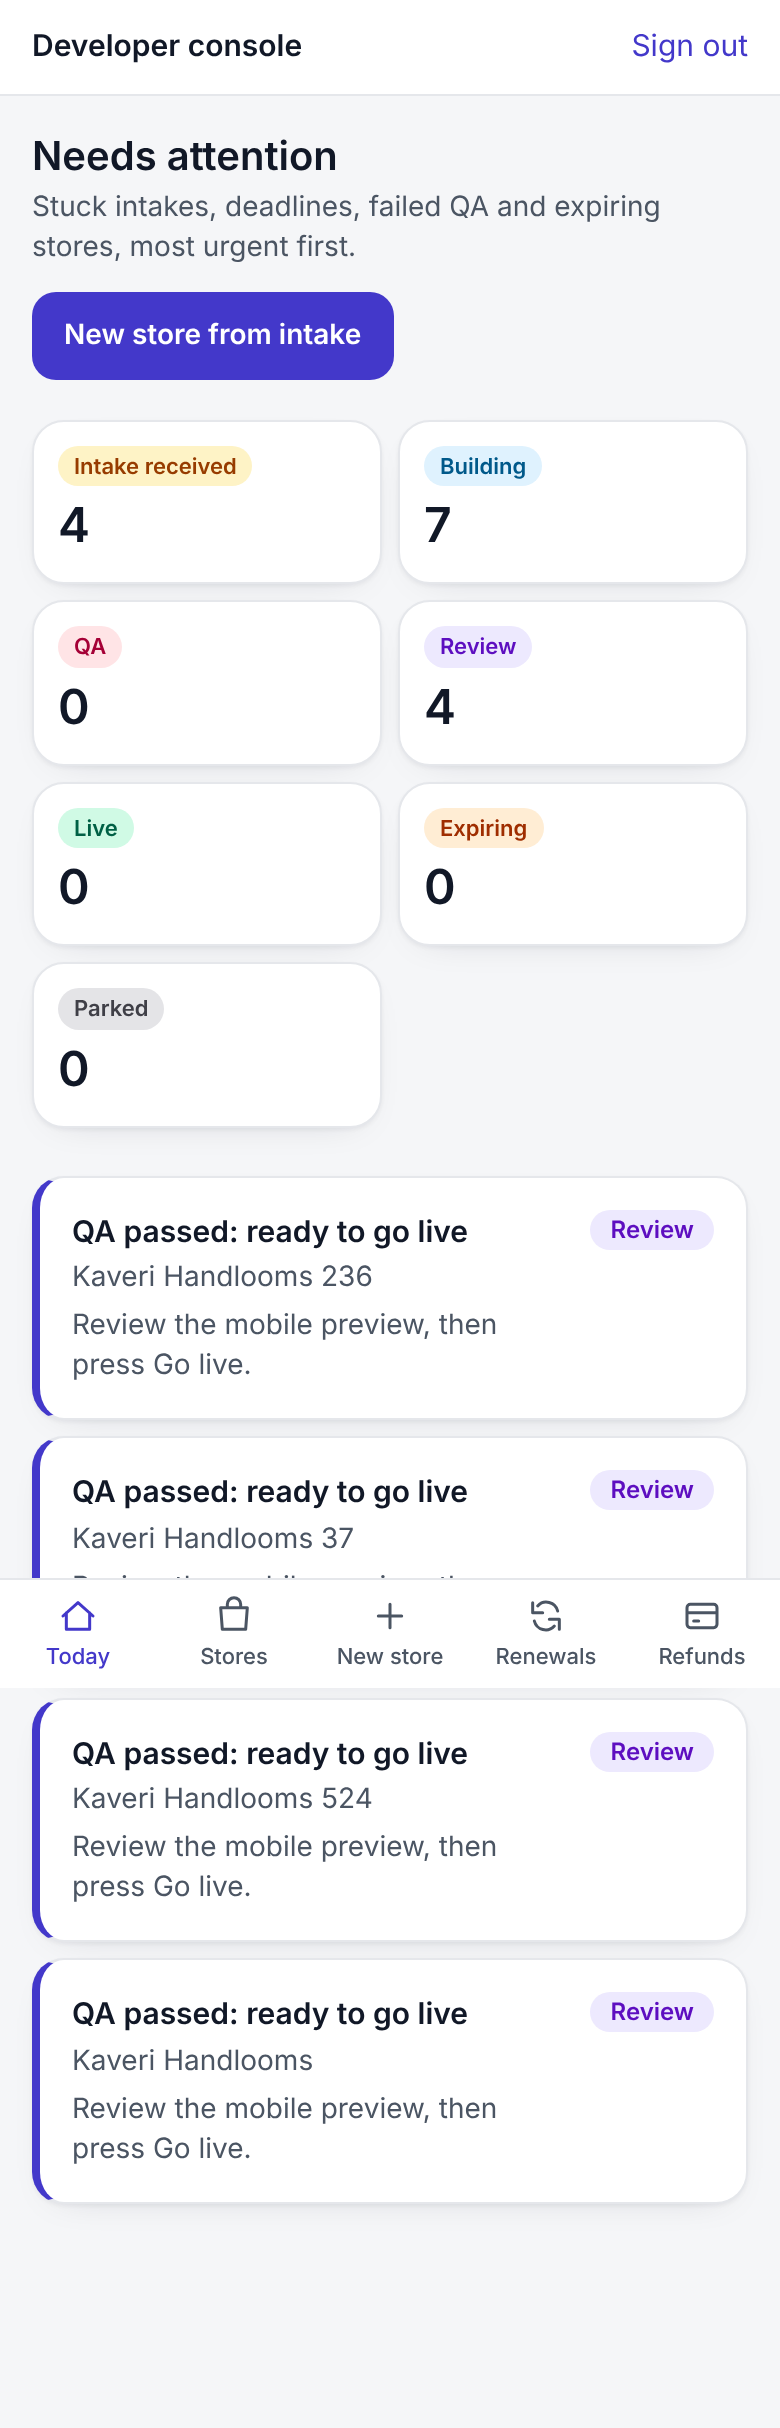 Developer console
Sign out
Needs attention
Stuck intakes, deadlines, failed QA and expiring
stores, most urgent first.
New store from intake
Intake received
4
Building
7
QA
0
Review
4
Live
0
Expiring
0
Parked
0
QA passed: ready to go live
Review
Kaveri Handlooms 236
Review the mobile preview, then
press Go live.
QA passed: ready to go live
Review
Kaveri Handlooms 37
Today
Stores
New store
Renewals
Refunds
QA passed: ready to go live
Review
Kaveri Handlooms 524
Review the mobile preview, then
press Go live.
QA passed: ready to go live
Review
Kaveri Handlooms
Review the mobile preview, then
press Go live.